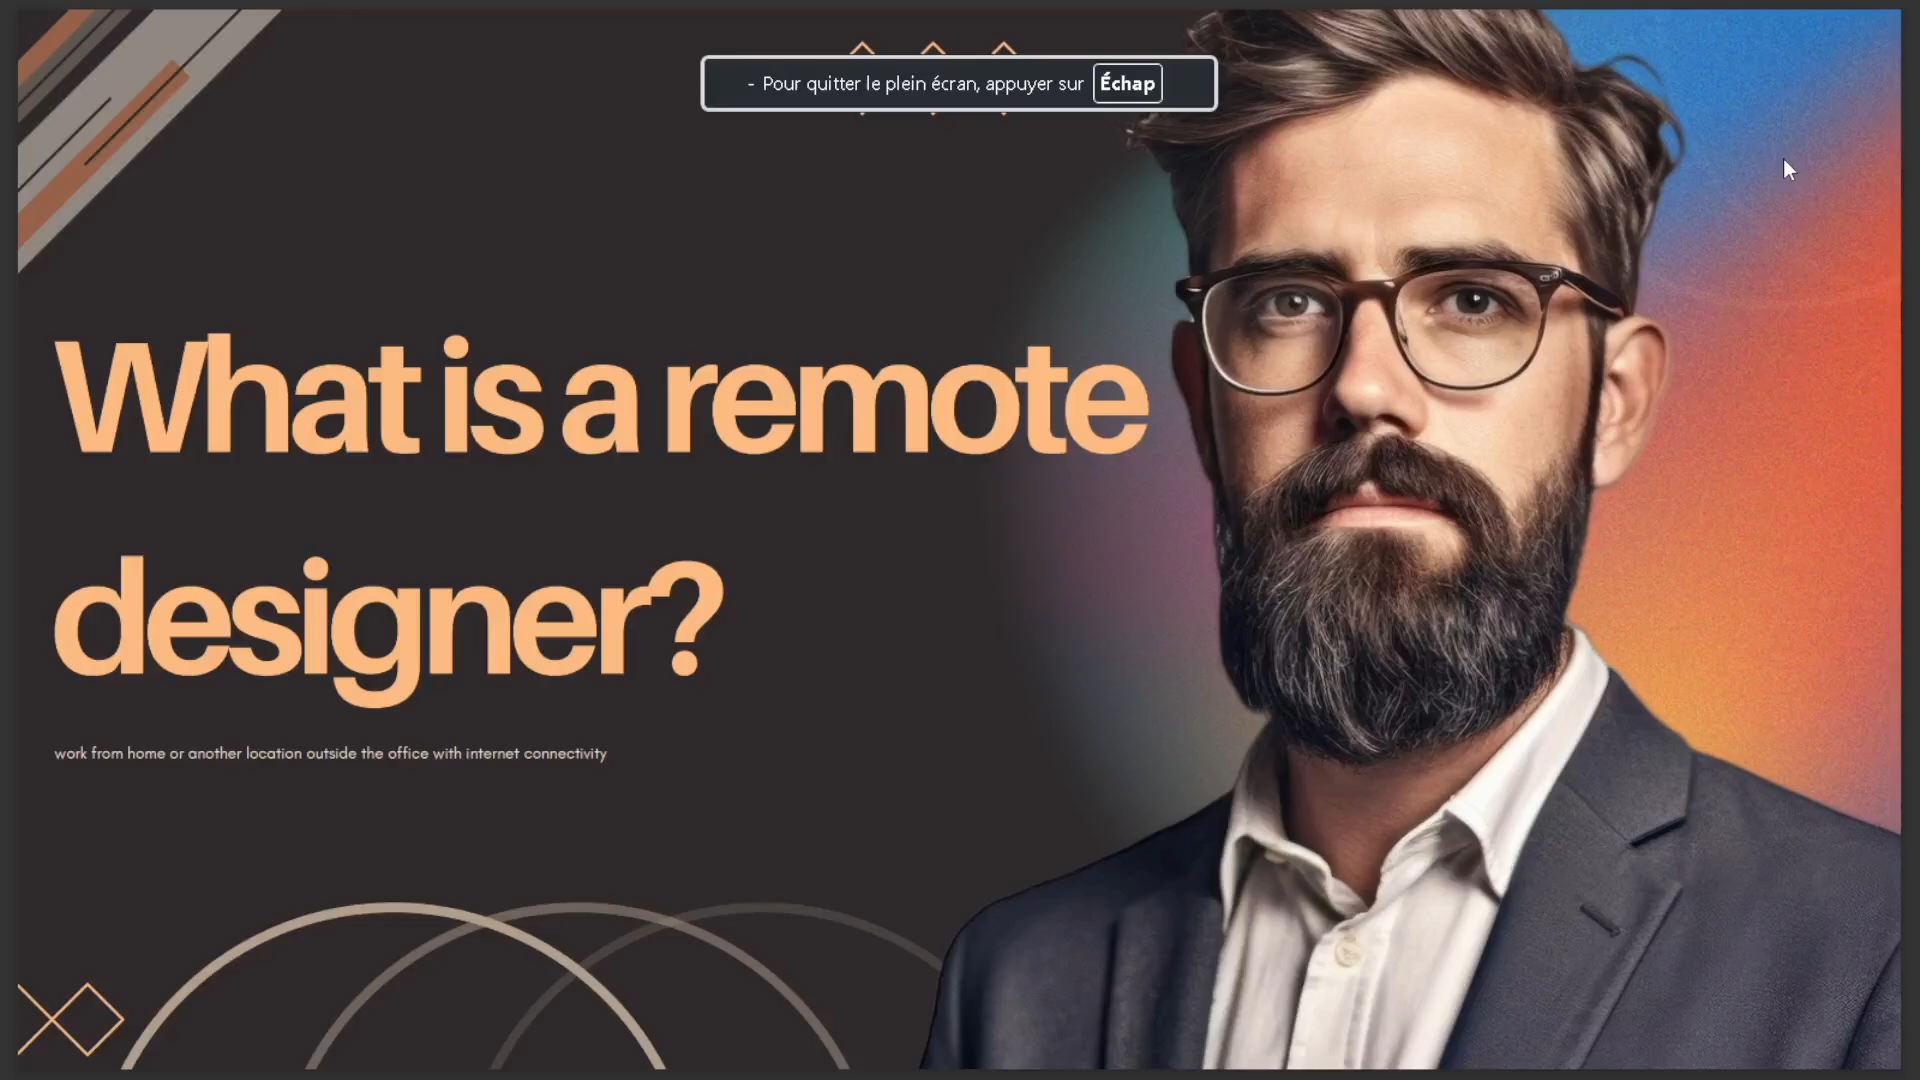 - Pour quitter le plein écran, appuyer sur Échap
What is a remote
designer?
work from home or another location outside the office with internet connectivity